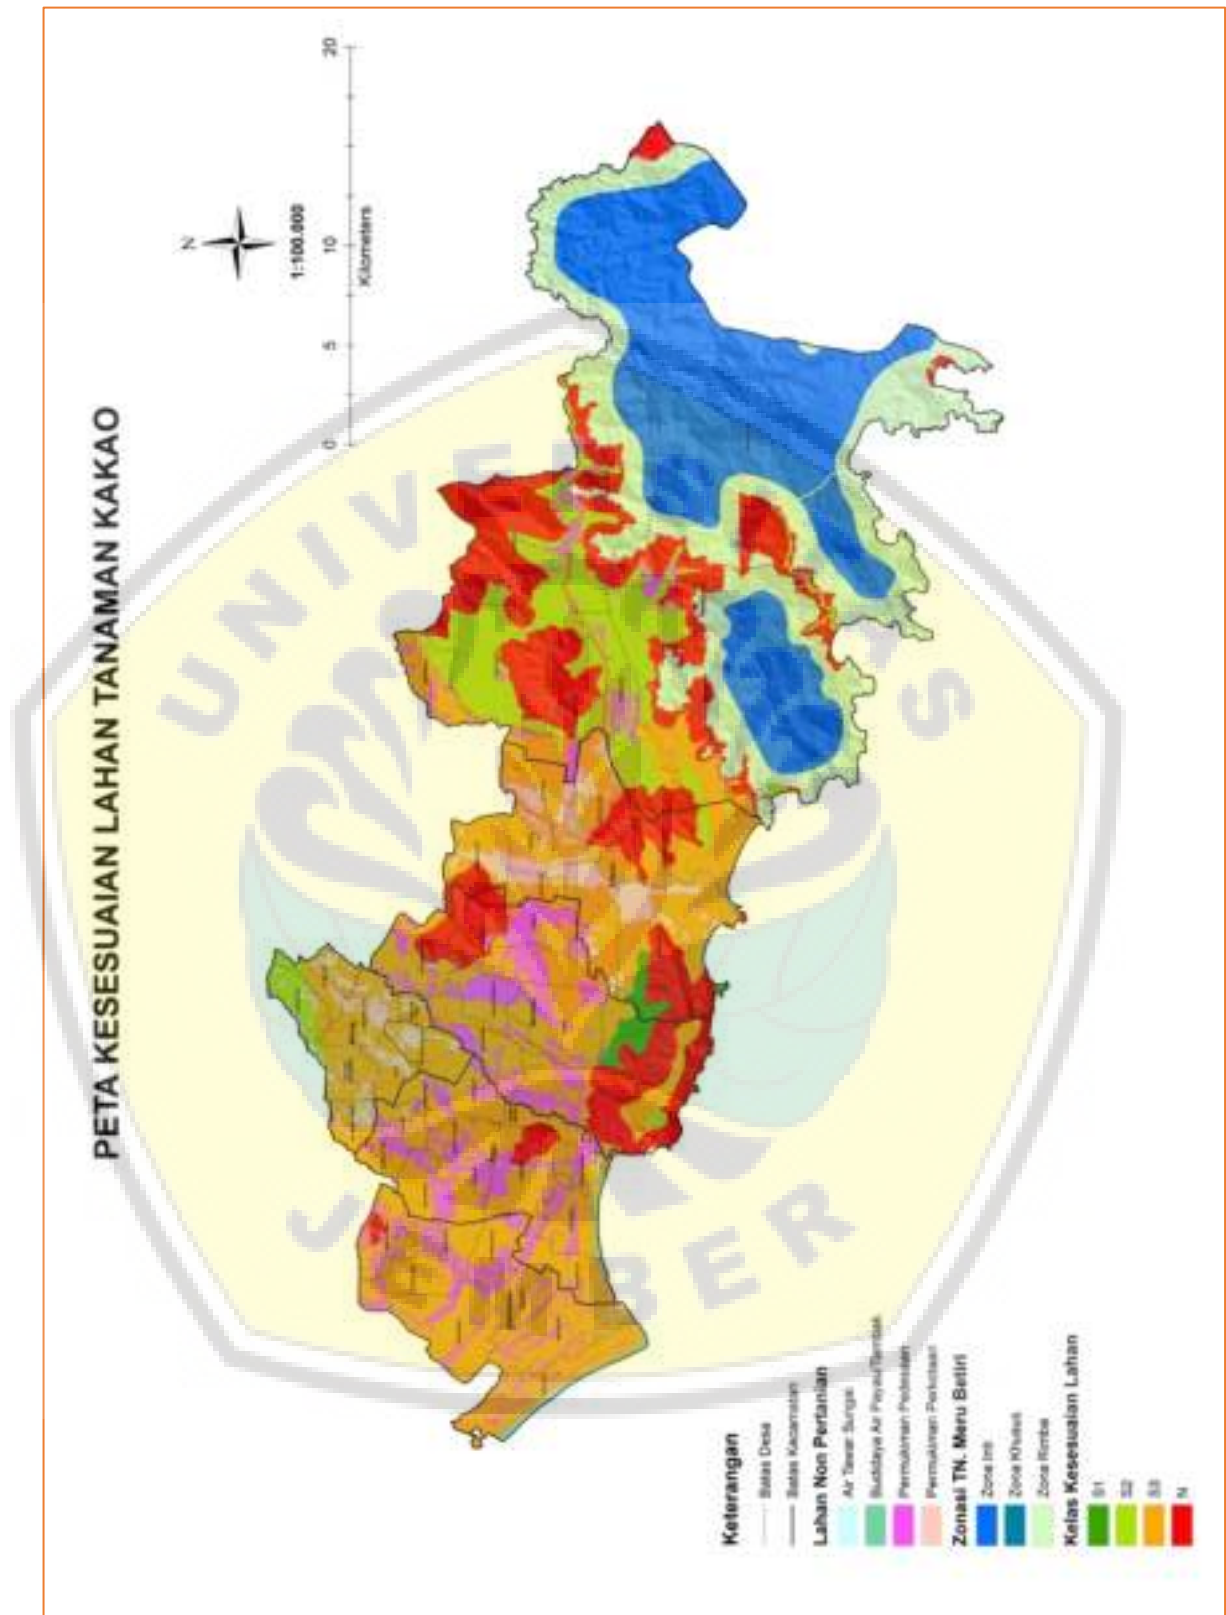 PETA KESESUAIAN LAHAN TANAMAN KAKAO
N
1:100.000
0 5 10 20
Kilometers
Keterangan
Batas Desa
Batas Kecamatan
Lahan Non Pertanian
Air Tawar Sungai
Budidaya Air Payau/Tambak
Permukiman Pedesaan
Permukiman Perkotaan
Zonasi TN. Meru Betiri
Zona Inti
Zona Khusus
Zona Rimba
Kelas Kesesuaian Lahan
S1
S2
S3
N
UNIVERSITAS
JEMBER